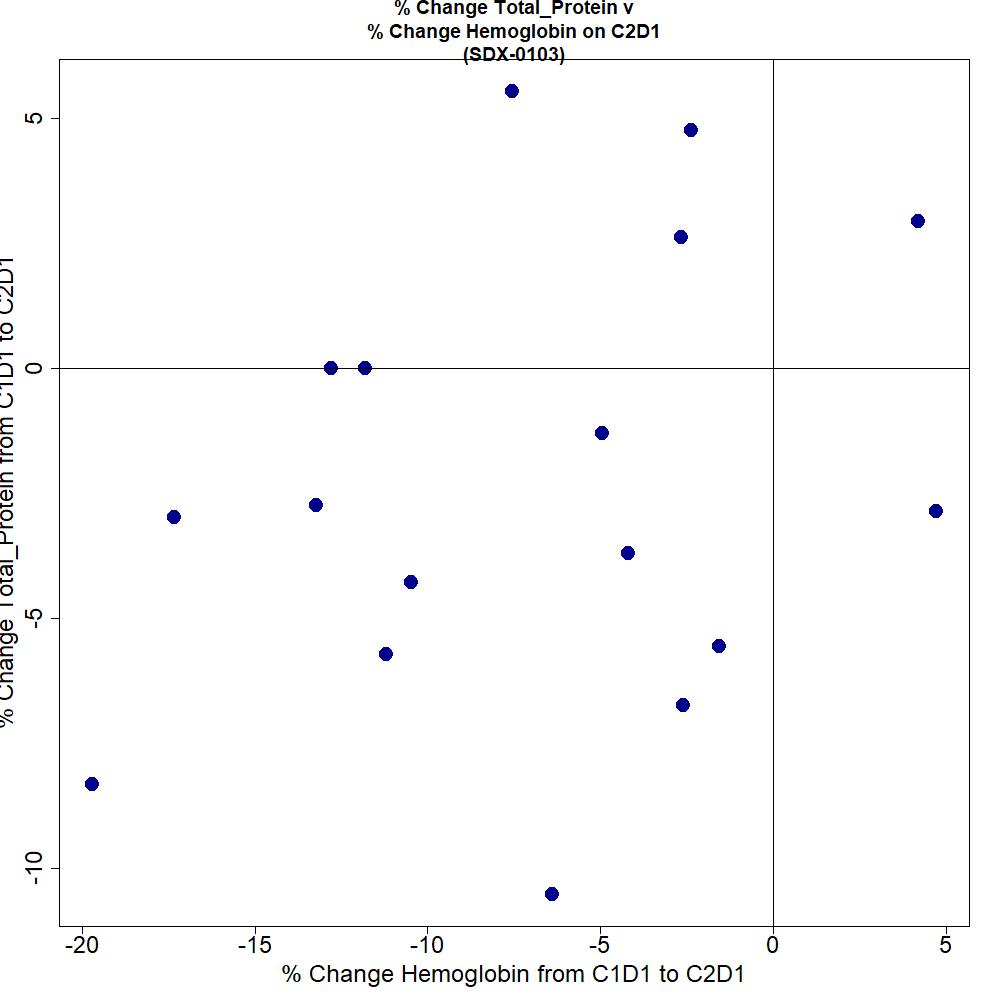 % Change Total_Protein v
% Change Hemoglobin on C2D1
(SDX-0103)
% Change Total_Protein from C1D1 to C2D1
5
0
-5
-10
-20
-15
-10
-5
0
5
% Change Hemoglobin from C1D1 to C2D1